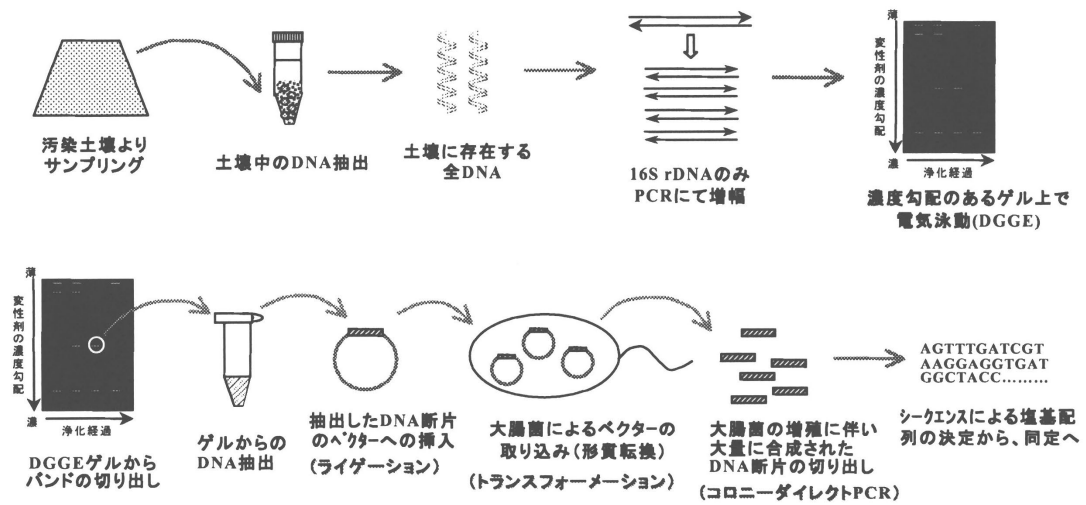 汚染土壌より
サンプリング
土壌中のDNA抽出
土壌に存在する
全DNA
16S rDNAのみ
PCRにて増幅
薄
変性剤の濃度勾配
濃
浄化経過
濃度勾配のあるゲル上で
電気泳動(DGGE)
薄
変性剤の濃度勾配
濃
浄化経過
DGGEゲルから
バンドの切り出し
ゲルからの
DNA抽出
抽出したDNA断片
のベクターへの挿入
(ライゲーション)
大腸菌によるベクターの
取り込み(形質転換)
(トランスフォーメーション)
大腸菌の増殖に伴い
大量に合成された
DNA断片の切り出し
(コロニーダイレクトPCR)
AGTTTGATCGT
AAGGAGGTGAT
GGCTACC………
シークエンスによる塩基配
列の決定から、同定へ